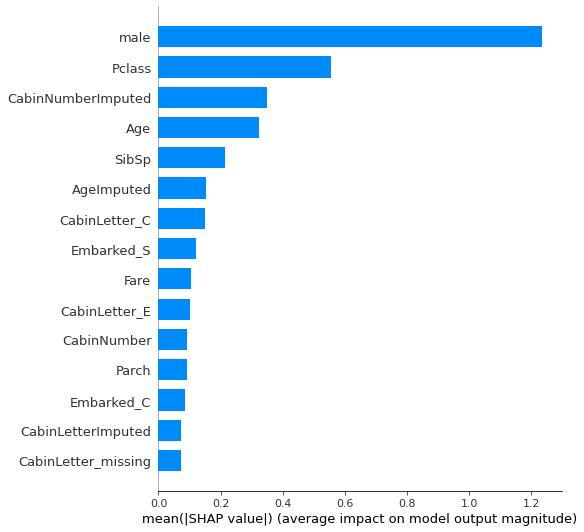 male
Pclass
CabinNumberImputed
Age
SibSp
AgeImputed
CabinLetter_C
Embarked_S
Fare
CabinLetter_E
CabinNumber
Parch
Embarked_C
CabinLetterImputed
CabinLetter_missing
0.0 0.2 0.4 0.6 0.8 1.0 1.2
mean(|SHAP value|) (average impact on model output magnitude)